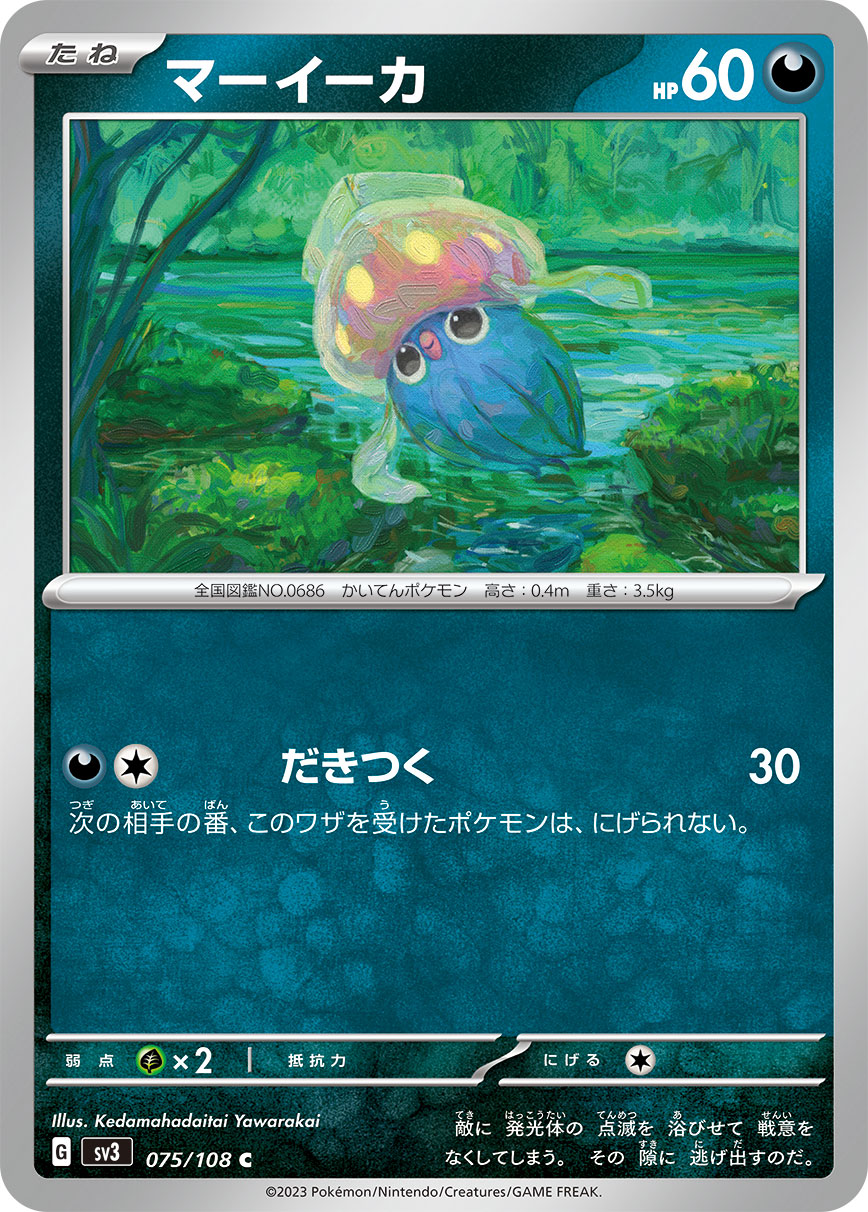 たね
マーイーカ
HP60
全国図鑑NO.0686 かいてんポケモン 高さ：0.4m 重さ：3.5kg
だきつく 30
次の相手の番、このワザを受けたポケモンは、にげられない。
弱点 ×2 抵抗力 にげる
Illus. Kedamahadaitai Yawarakai
敵に 発光体の 点滅を 浴びせて 戦意を
なくしてしまう。 その 隙に 逃げ出すのだ。
G sv3 075/108 C
©2023 Pokémon/Nintendo/Creatures/GAME FREAK.